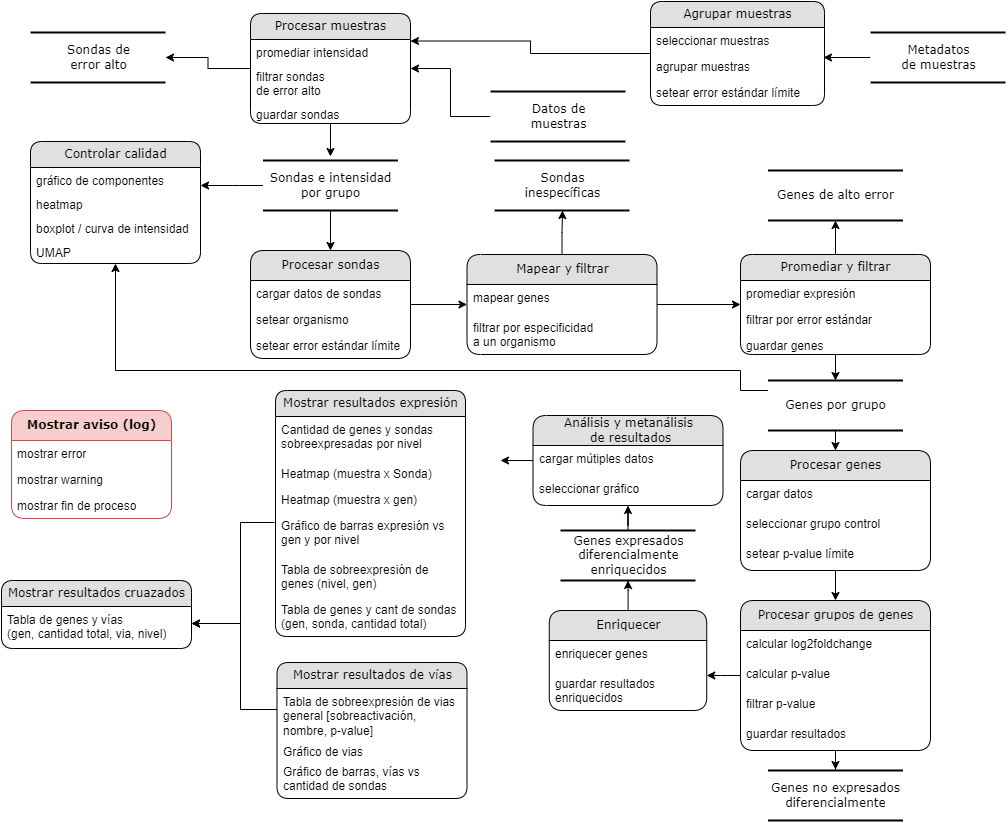 Procesar muestras
promediar intensidad
filtrar sondas
de error alto
guardar sondas
Agrupar muestras
seleccionar muestras
agrupar muestras
setear error estándar límite
Metadatos
de muestras
Sondas de
error alto
Datos de
muestras
Controlar calidad
gráfico de componentes
heatmap
boxplot / curva de intensidad
UMAP
Sondas e intensidad
por grupo
Sondas
inespecíficas
Genes de alto error
Procesar sondas
cargar datos de sondas
setear organismo
setear error estándar límite
Mapear y filtrar
mapear genes
filtrar por especificidad
a un organismo
Promediar y filtrar
promediar expresión
filtrar por error estándar
guardar genes
Genes por grupo
Mostrar aviso (log)
mostrar error
mostrar warning
mostrar fin de proceso
Mostrar resultados expresión
Cantidad de genes y sondas
sobreexpresadas por nivel
Heatmap (muestra x Sonda)
Heatmap (muestra x gen)
Gráfico de barras expresión vs
gen y por nivel
Tabla de sobreexpresión de
genes (nivel, gen)
Tabla de genes y cant de sondas
(gen, sonda, cantidad total)
Análisis y metanálisis
de resultados
cargar mútiples datos
seleccionar gráfico
Procesar genes
cargar datos
seleccionar grupo control
setear p-value límite
Genes expresados
diferencialmente
enriquecidos
Mostrar resultados cruazados
Tabla de genes y vías
(gen, cantidad total, via, nivel)
Enriquecer
enriquecer genes
guardar resultados
enriquecidos
Procesar grupos de genes
calcular log2foldchange
calcular p-value
filtrar p-value
guardar resultados
Mostrar resultados de vías
Tabla de sobreexpresión de vias
general [sobreactivación,
nombre, p-value]
Gráfico de vias
Gráfico de barras, vías vs
cantidad de sondas
Genes no expresados
diferencialmente